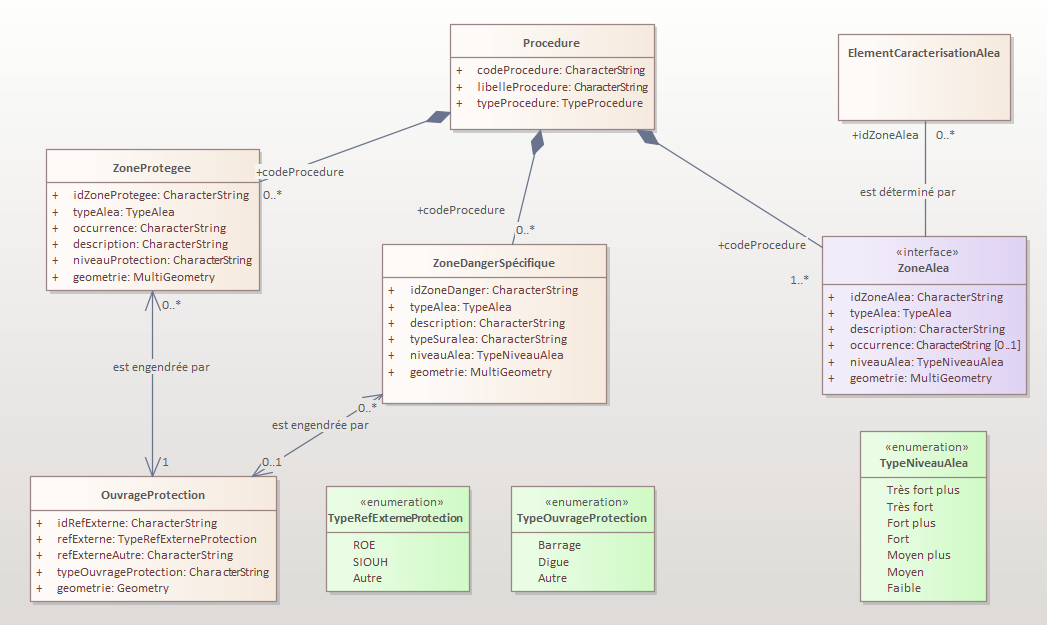 Procedure
+ codeProcedure: CharacterString
+ libelleProcedure: CharacterString
+ typeProcedure: TypeProcedure
ElementCaracterisationAlea
+idZoneAlea 0..*
est déterminé par
+codeProcedure
0..*
+codeProcedure
0..*
+codeProcedure
1..*
ZoneProtegee
+ idZoneProtegee: CharacterString
+ typeAlea: TypeAlea
+ occurrence: CharacterString
+ description: CharacterString
+ niveauProtection: CharacterString
+ geometrie: MultiGeometry
ZoneDangerSpécifique
+ idZoneDanger: CharacterString
+ typeAlea: TypeAlea
+ description: CharacterString
+ typeSuralea: CharacterString
+ niveauAlea: TypeNiveauAlea
+ geometrie: MultiGeometry
«interface»
ZoneAlea
+ idZoneAlea: CharacterString
+ typeAlea: TypeAlea
+ description: CharacterString
+ occurrence: CharacterString [0..1]
+ niveauAlea: TypeNiveauAlea
+ geometrie: MultiGeometry
0..*
est engendrée par
1
0..*
est engendrée par
0..1
OuvrageProtection
+ idRefExterne: CharacterString
+ refExterne: TypeRefExterneProtection
+ refExterneAutre: CharacterString
+ typeOuvrageProtection: CharacterString
+ geometrie: Geometry
«enumeration»
TypeRefExterneProtection
ROE
SIOUH
Autre
«enumeration»
TypeOuvrageProtection
Barrage
Digue
Autre
«enumeration»
TypeNiveauAlea
Très fort plus
Très fort
Fort plus
Fort
Moyen plus
Moyen
Faible